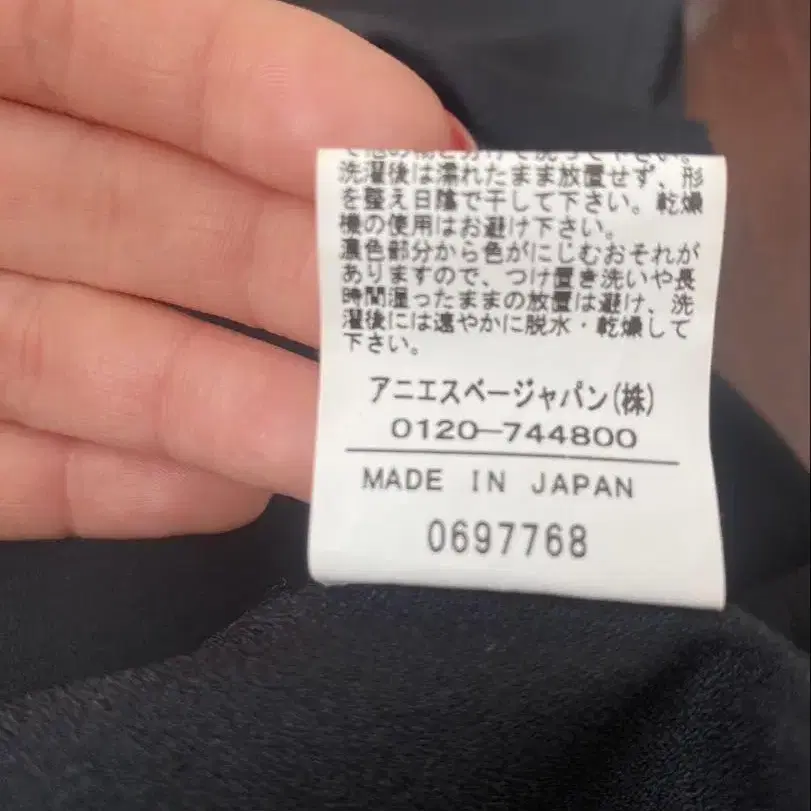 洗濯後は濡れたまま放置せず、形
を整え日陰で干して下さい。乾燥
機の使用はお避け下さい。
濃色部分から色がにじむおそれが
ありますので、つけ置き洗いや長
時間湿ったままの放置は避け、洗
濯後には速やかに脱水・乾燥して
下さい。
アニエスベージャパン(株)
0120-744800
MADE IN JAPAN
0697768